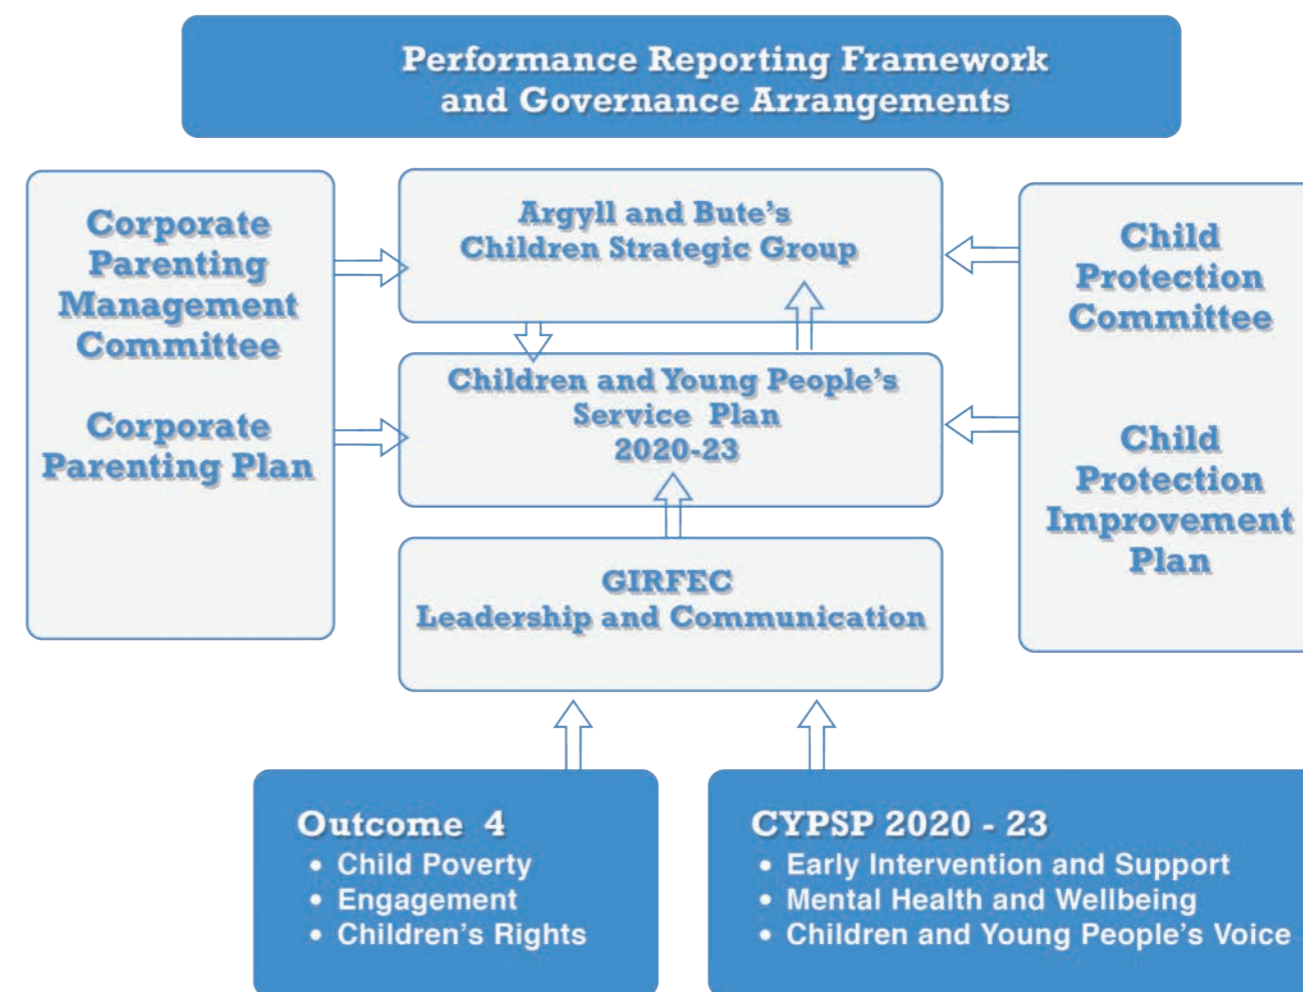 Performance Reporting Framework
and Governance Arrangements
Corporate
Parenting
Management
Committee
Corporate
Parenting Plan
Argyll and Bute’s
Children Strategic Group
Children and Young People’s
Service Plan
2020-23
GIRFEC
Leadership and Communication
Child
Protection
Committee
Child
Protection
Improvement
Plan
Outcome 4
• Child Poverty
• Engagement
• Children’s Rights
CYPSP 2020 - 23
• Early Intervention and Support
• Mental Health and Wellbeing
• Children and Young People’s Voice